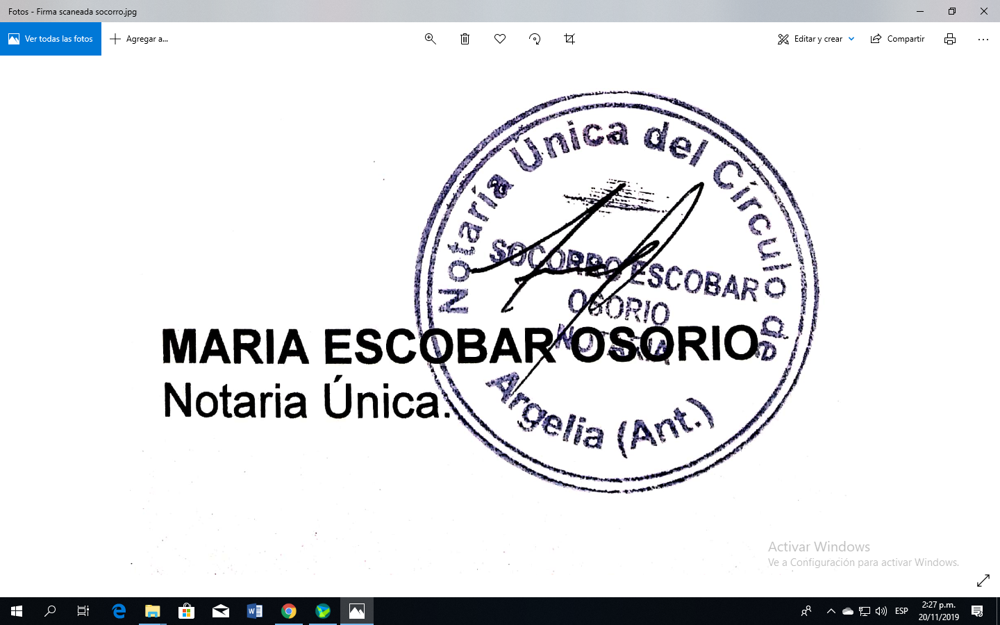 Fotos - Firma scaneada socorro.jpg
Ver todas las fotos
Agregar a...
Editar y crear
Compartir
Notaría Única del Círculo de
SOCORRO ESCOBAR
OSORIO
NOTARIA
MARIA ESCOBAR OSORIO
Notaria Única.
Argelia (Ant.)
Activar Windows
Ve a Configuración para activar Windows.
ESP
2:27 p.m.
20/11/2019